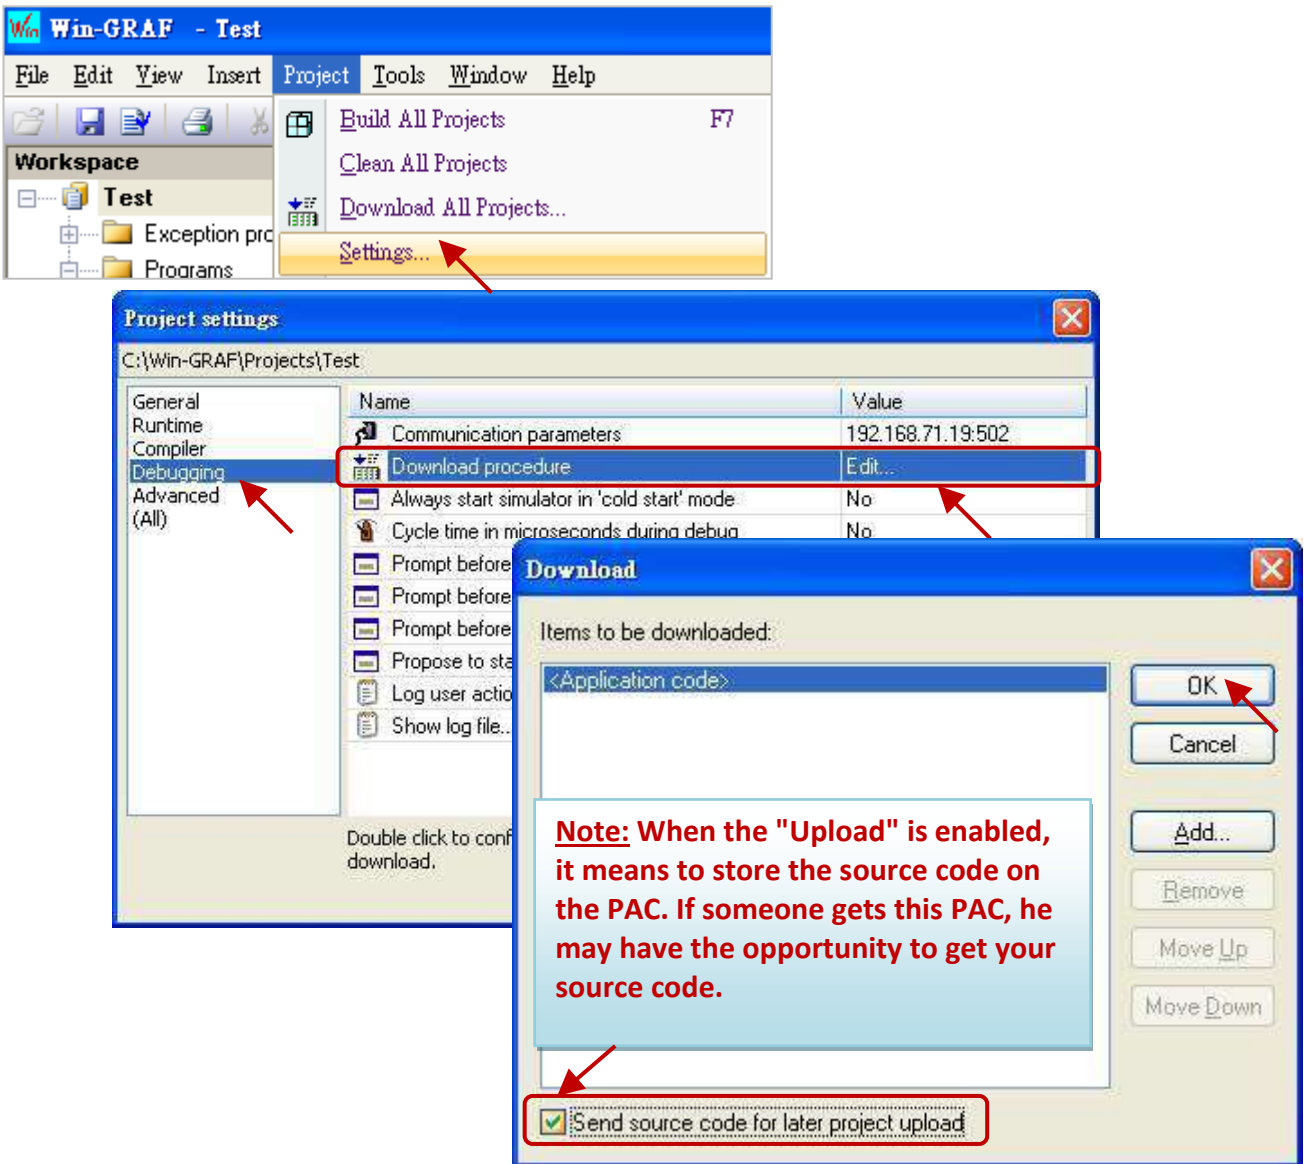 Win Win-GRAF - Test
File Edit View Insert Project Tools Window Help
Build All Projects F7
Workspace
Clean All Projects
Test
Download All Projects...
Exception pro
Settings...
Programs
Project settings
C:\Win-GRAF\Projects\Test
General
Runtime
Compiler
Debugging
Advanced
(All)
Name Value
Communication parameters 192.168.71.19:502
Download procedure Edit...
Always start simulator in 'cold start' mode No
Cycle time in microseconds during debug No
Prompt before
Prompt before
Prompt before
Propose to sta
Log user actio
Show log file...
Double click to conf
download.
Download
Items to be downloaded:
<Application code>
OK
Cancel
Add...
Remove
Move Up
Move Down
Note: When the "Upload" is enabled,
it means to store the source code on
the PAC. If someone gets this PAC, he
may have the opportunity to get your
source code.
Send source code for later project upload